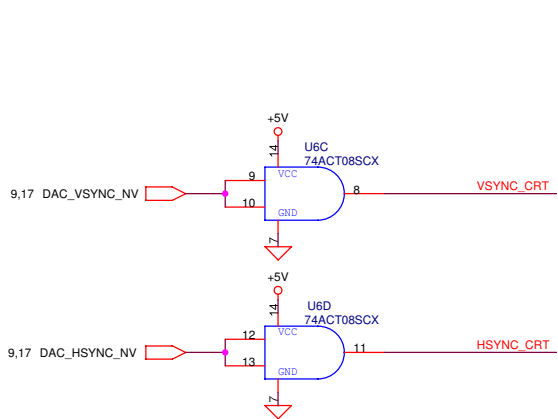 +5V
14
U6C
74ACT08SCX
VCC
9
9,17 DAC_VSYNC_NV
8
VSYNC_CRT
10
GND
7
+5V
14
U6D
74ACT08SCX
VCC
12
9,17 DAC_HSYNC_NV
11
HSYNC_CRT
13
GND
7